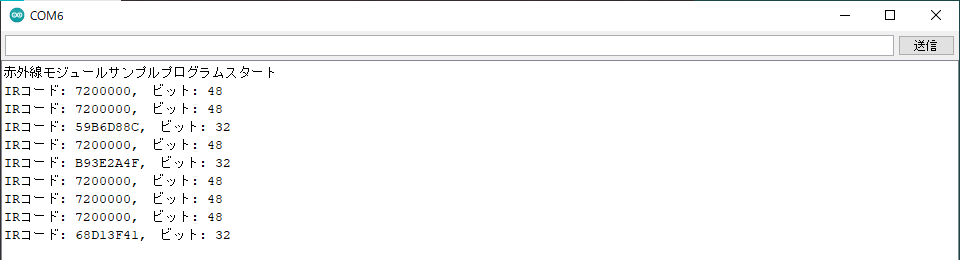 COM6
送信
赤外線モジュールサンプルプログラムスタート
IRコード: 7200000, ビット: 48
IRコード: 7200000, ビット: 48
IRコード: 59B6D88C, ビット: 32
IRコード: 7200000, ビット: 48
IRコード: B93E2A4F, ビット: 32
IRコード: 7200000, ビット: 48
IRコード: 7200000, ビット: 48
IRコード: 7200000, ビット: 48
IRコード: 68D13F41, ビット: 32